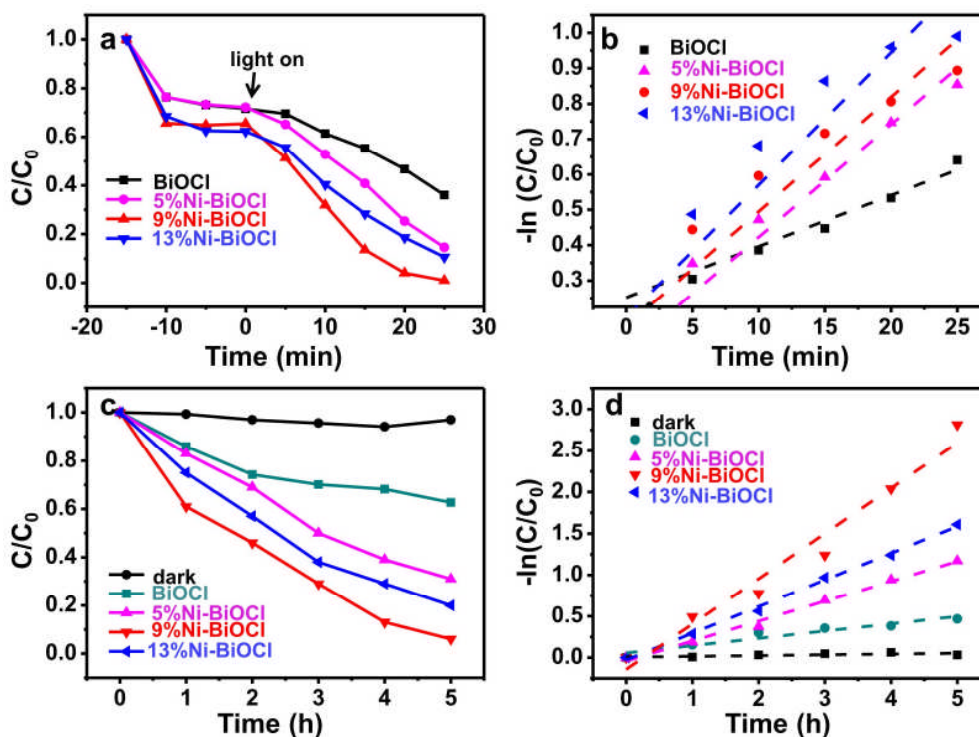 a
light on
C/C0
1.0
0.8
0.6
0.4
0.2
0.0
BiOCl
5%Ni-BiOCl
9%Ni-BiOCl
13%Ni-BiOCl
-20
-10
0
10
20
30
Time (min)
b
-ln (C/C0)
1.0
0.9
0.8
0.7
0.6
0.5
0.4
0.3
BiOCl
5%Ni-BiOCl
9%Ni-BiOCl
13%Ni-BiOCl
0
5
10
15
20
25
Time (min)
c
C/C0
1.0
0.8
0.6
0.4
0.2
0.0
dark
BiOCl
5%Ni-BiOCl
9%Ni-BiOCl
13%Ni-BiOCl
0
1
2
3
4
5
Time (h)
d
-ln(C/C0)
3.0
2.5
2.0
1.5
1.0
0.5
0.0
dark
BiOCl
5%Ni-BiOCl
9%Ni-BiOCl
13%Ni-BiOCl
0
1
2
3
4
5
Time (h)